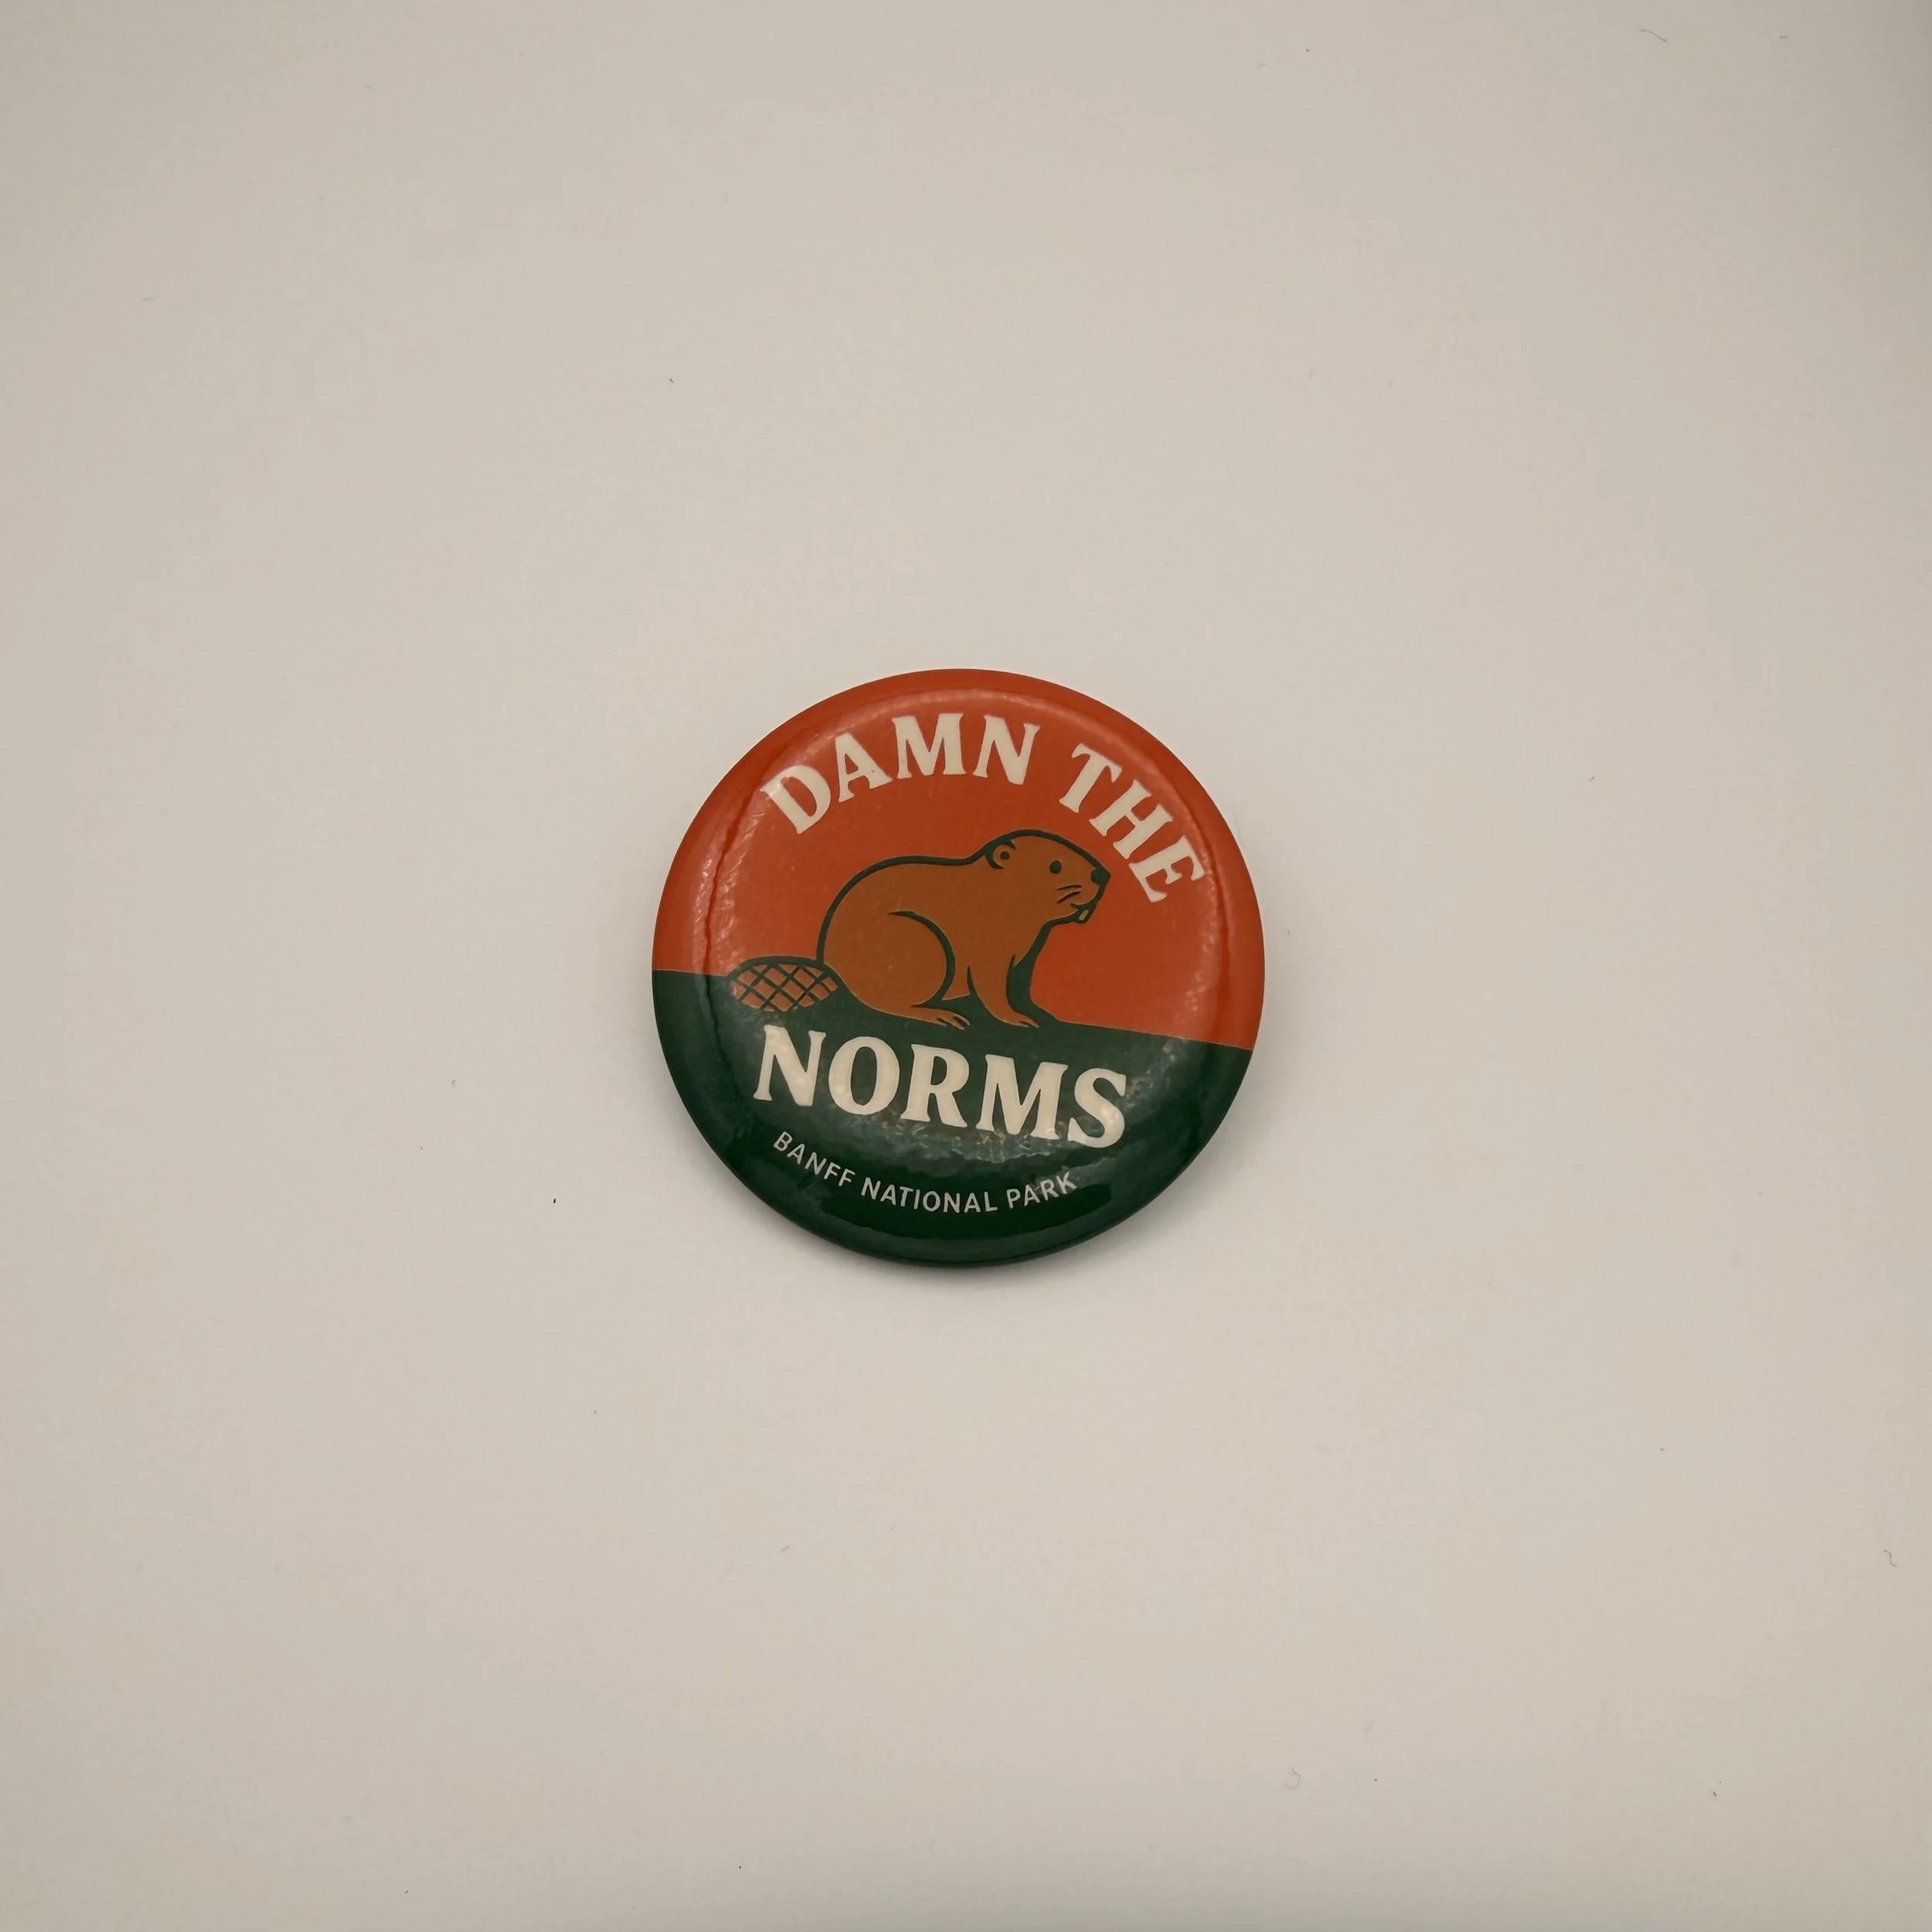 DAMN THE
NORMS
BANFF NATIONAL PARK